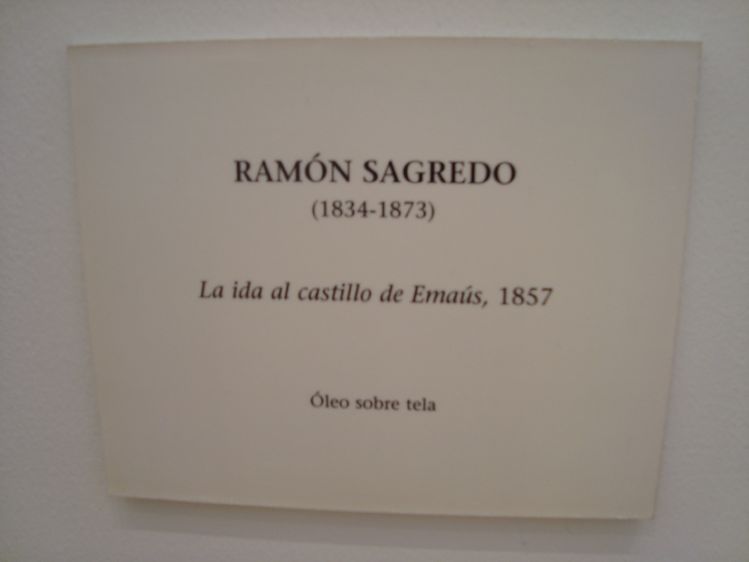 RAMÓN SAGREDO
(1834-1873)
La ida al castillo de Emaús, 1857
Óleo sobre tela